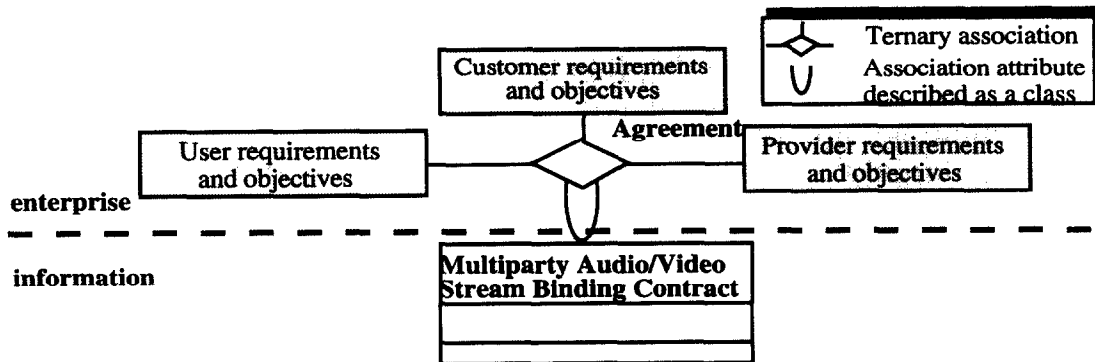 Ternary association
Association attribute
described as a class
Customer requirements
and objectives
Agreement
User requirements
and objectives
Provider requirements
and objectives
enterprise
information
Multiparty Audio/Video
Stream Binding Contract